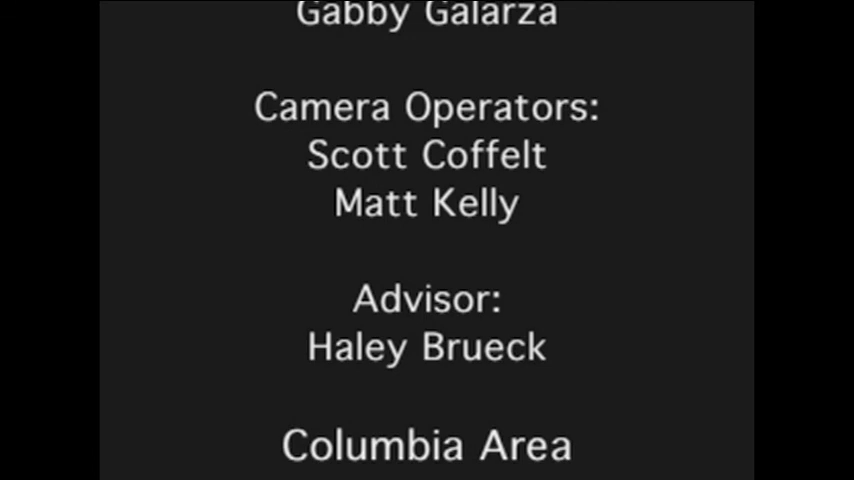 Gabby Galarza
Camera Operators:
Scott Coffelt
Matt Kelly
Advisor:
Haley Brueck
Columbia Area